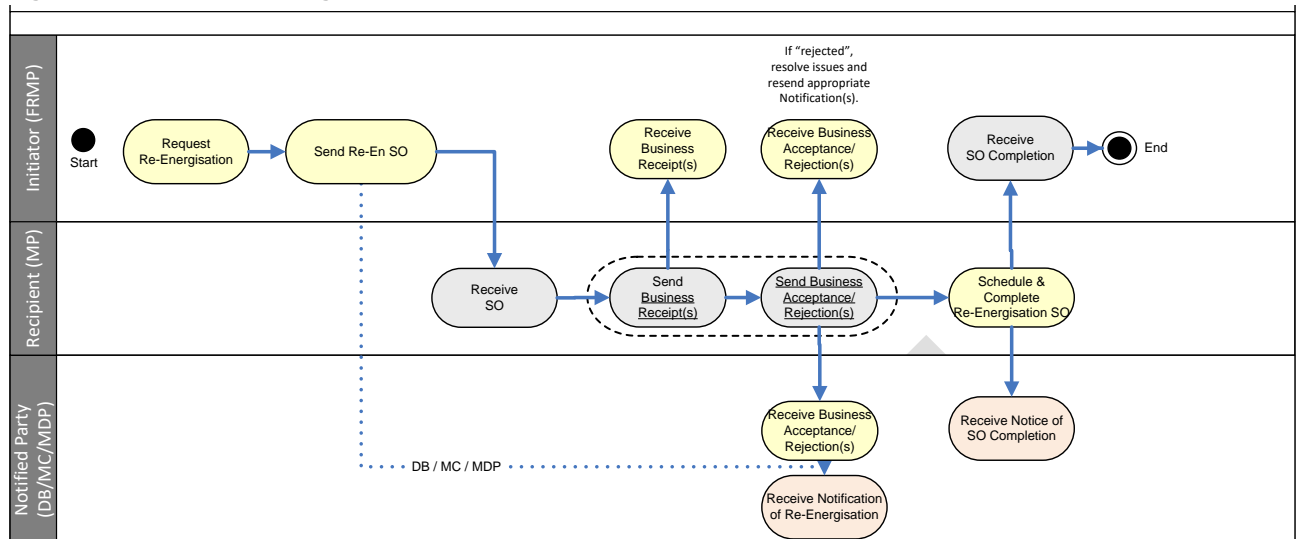 Initiator (FRMP)
Start
Request
Re-Energisation
Send Re-En SO
Receive
Business
Receipt(s)
If “rejected”,
resolve issues and
resend appropriate
Notification(s).
Receive Business
Acceptance/
Rejection(s)
Receive
SO Completion
End
Recipient (MP)
Receive
SO
Send
Business
Receipt(s)
Send Business
Acceptance/
Rejection(s)
Schedule &
Complete
Re-Energisation SO
Notified Party
(DB/MC/MDP)
DB / MC / MDP
Receive Business
Acceptance/
Rejection(s)
Receive Notification
of Re-Energisation
Receive Notice of
SO Completion